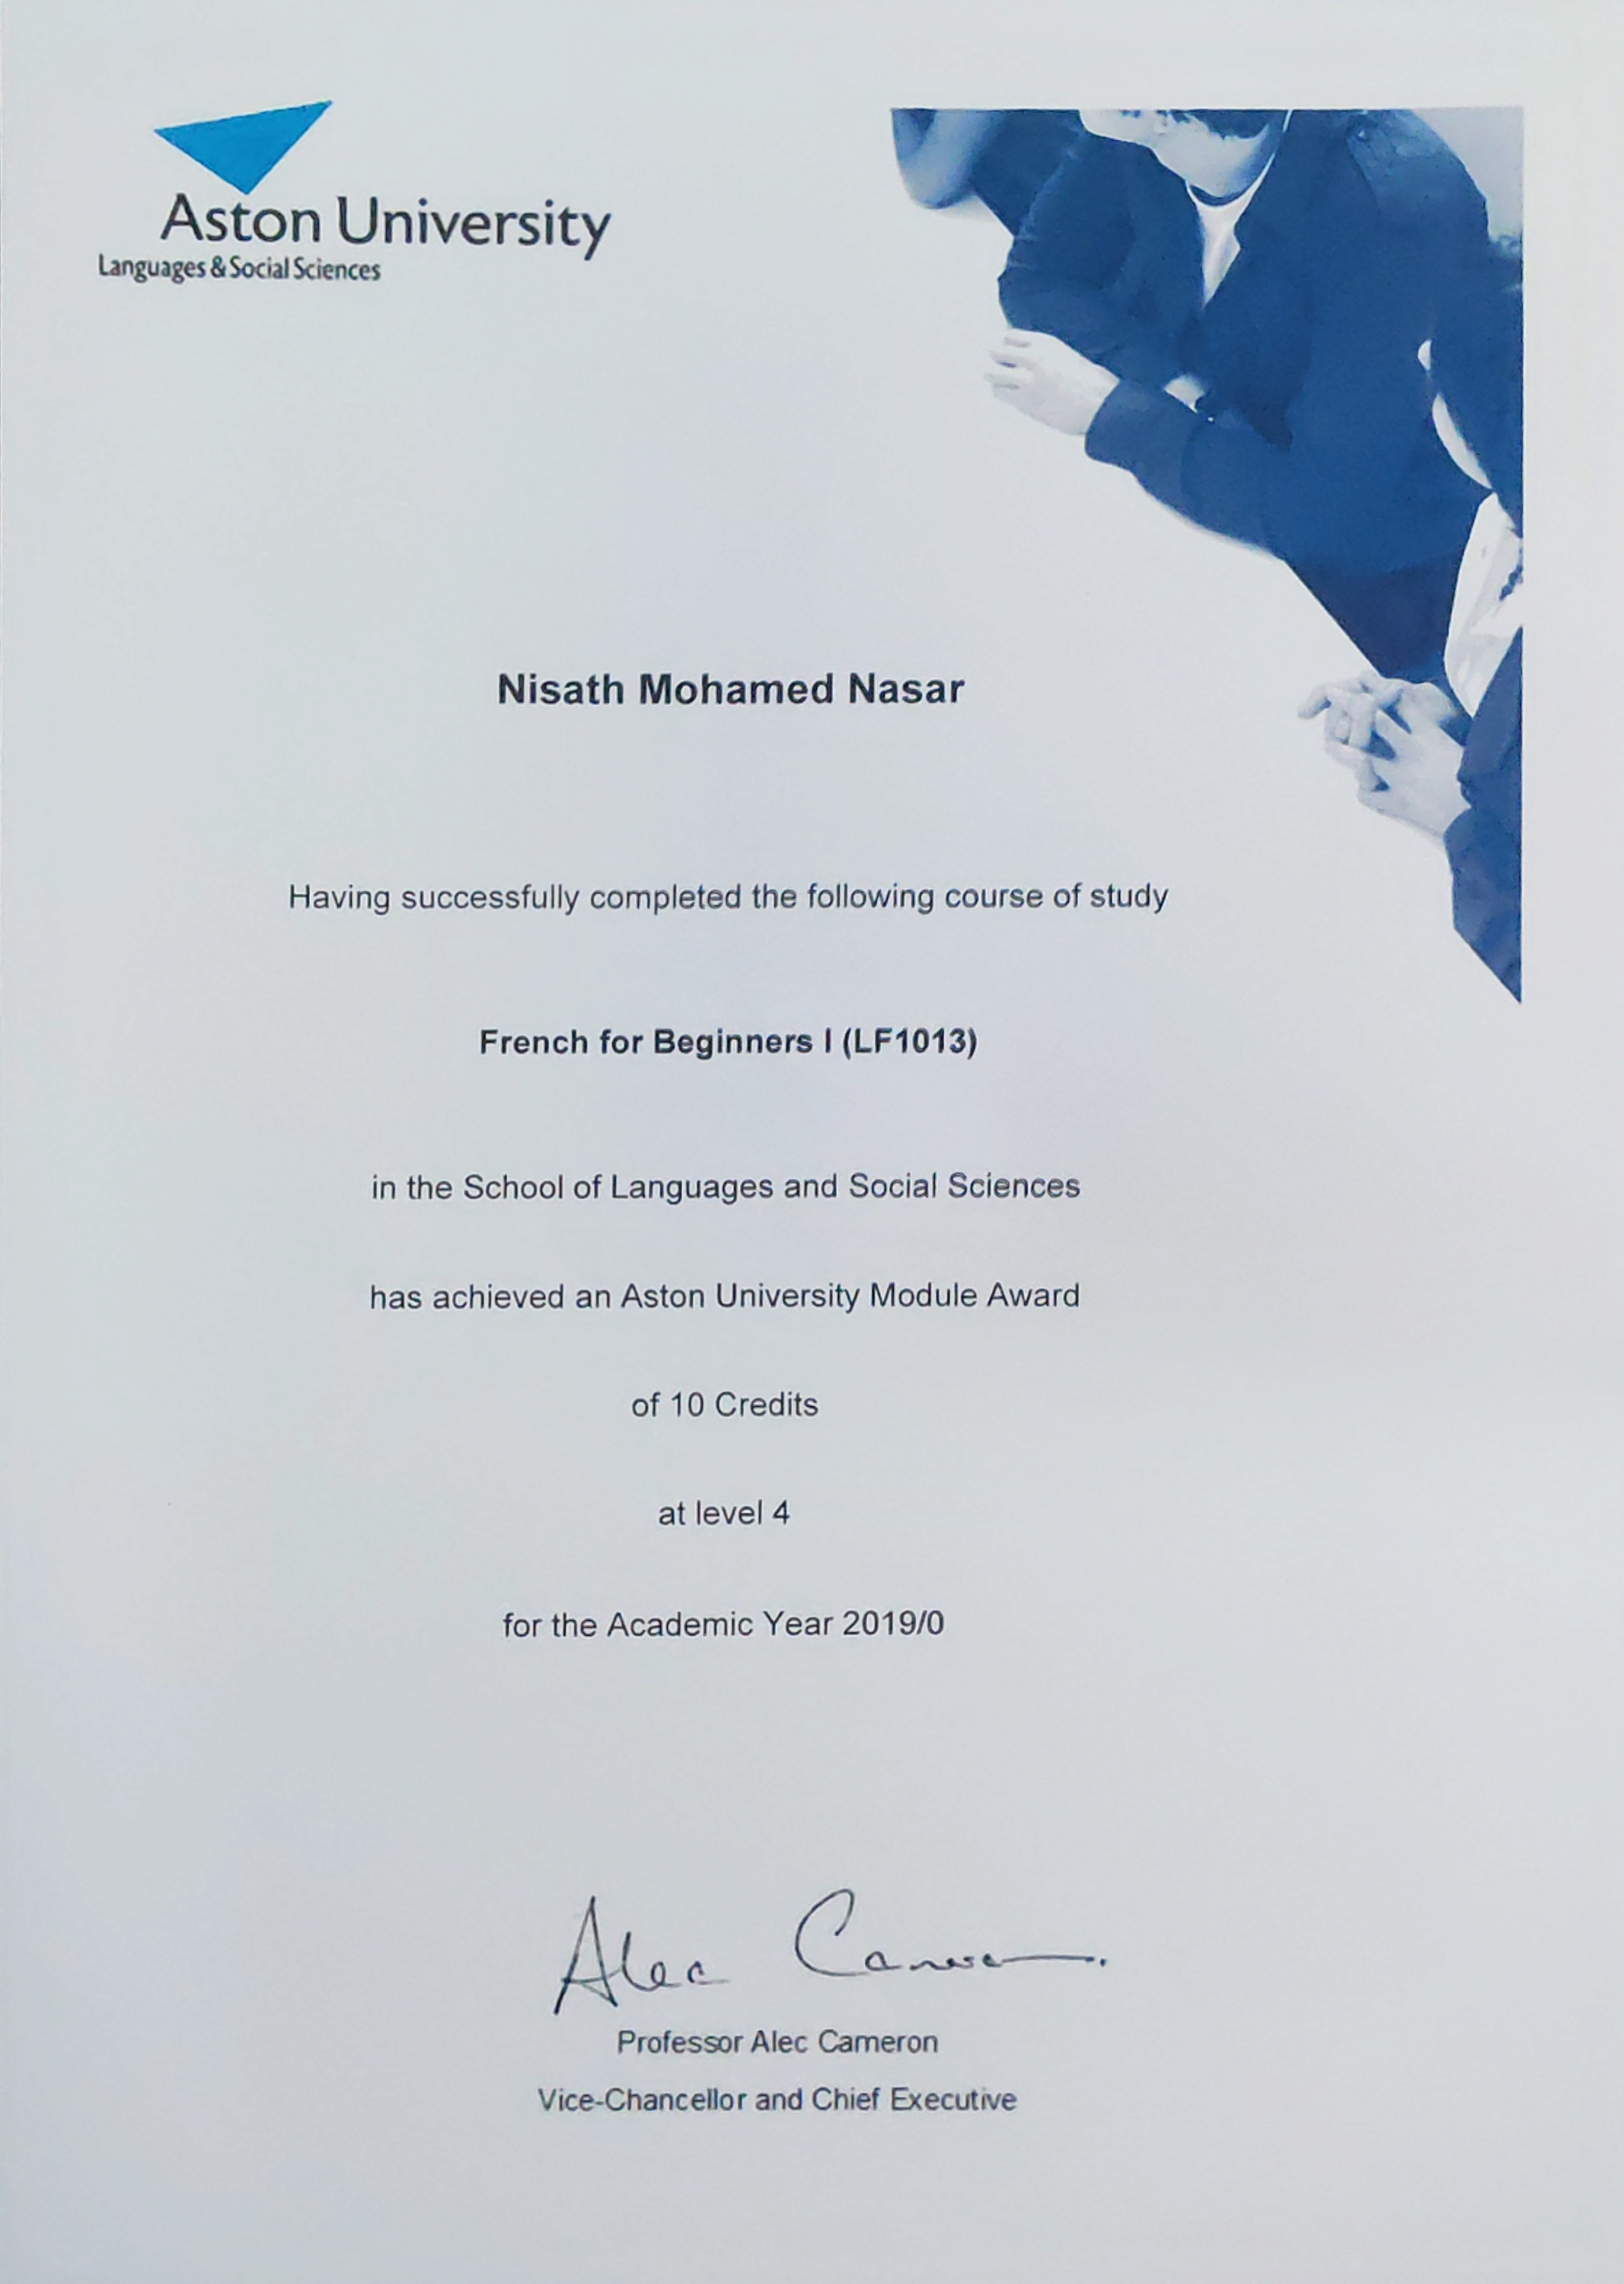 Aston University
Languages & Social Sciences
Nisath Mohamed Nasar
Having successfully completed the following course of study
French for Beginners I (LF1013)
in the School of Languages and Social Sciences
has achieved an Aston University Module Award
of 10 Credits
at level 4
for the Academic Year 2019/0
Alec Cameron
Professor Alec Cameron
Vice-Chancellor and Chief Executive